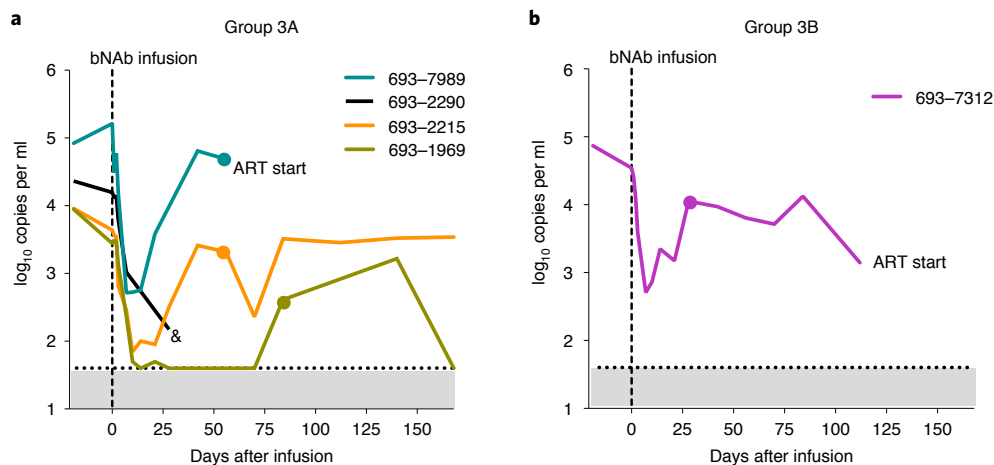 a
Group 3A
bNAb infusion
6
5
4
3
2
1
log10 copies per ml
693–7989
693–2290
693–2215
693–1969
ART start
&
0 25 50 75 100 125 150
Days after infusion
b
Group 3B
bNAb infusion
6
5
4
3
2
1
log10 copies per ml
693–7312
ART start
0 25 50 75 100 125 150
Days after infusion